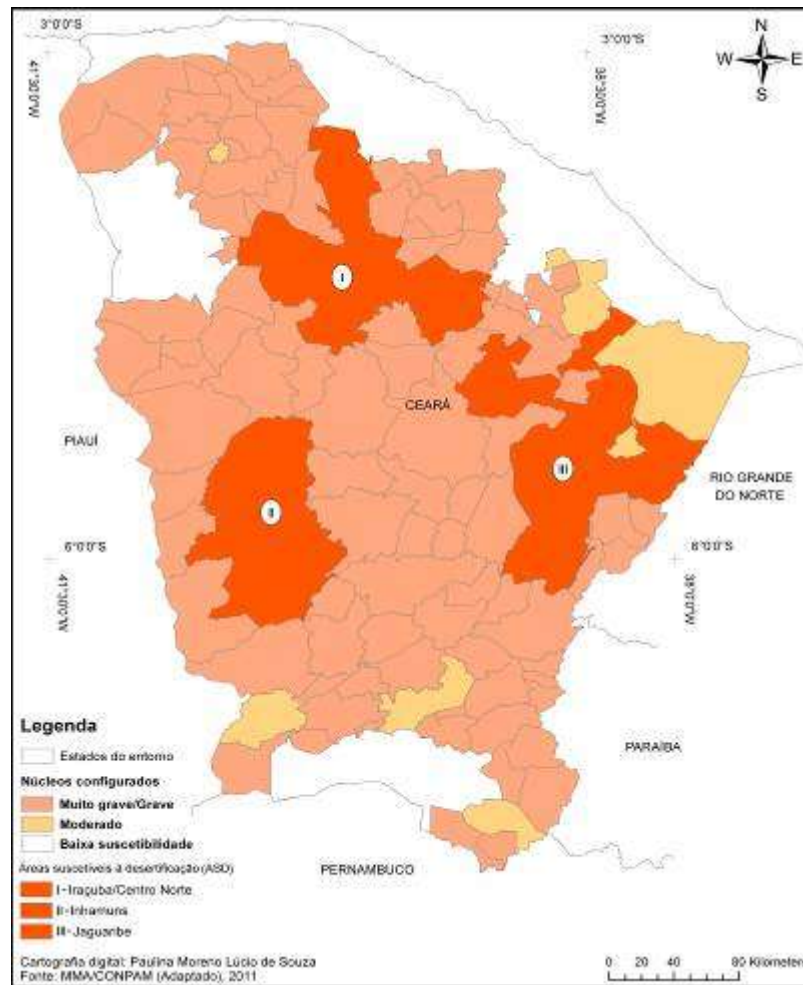 3°0'0"S
3°0'0"S
N
W E
S
41°30'0"W
38°30'0"W
I
CEARÁ
PIAUÍ
III
RIO GRANDE
DO NORTE
II
6°0'0"S
6°0'0"S
41°30'0"W
38°0'0"W
Legenda
Estados do entorno
Núcleos configurados
Muito grave/Grave
Moderado
Baixa suscetibilidade
Áreas suscetíveis à desertificação (ASD)
I-Irauçuba/Centro Norte
II-Inhamuns
III-Jaguaribe
PARAÍBA
PERNAMBUCO
Cartografia digital: Paulina Moreno Lúcio de Souza
Fonte: MMA/CONPAM (Adaptado), 2011
0 20 40 80 Kilometers